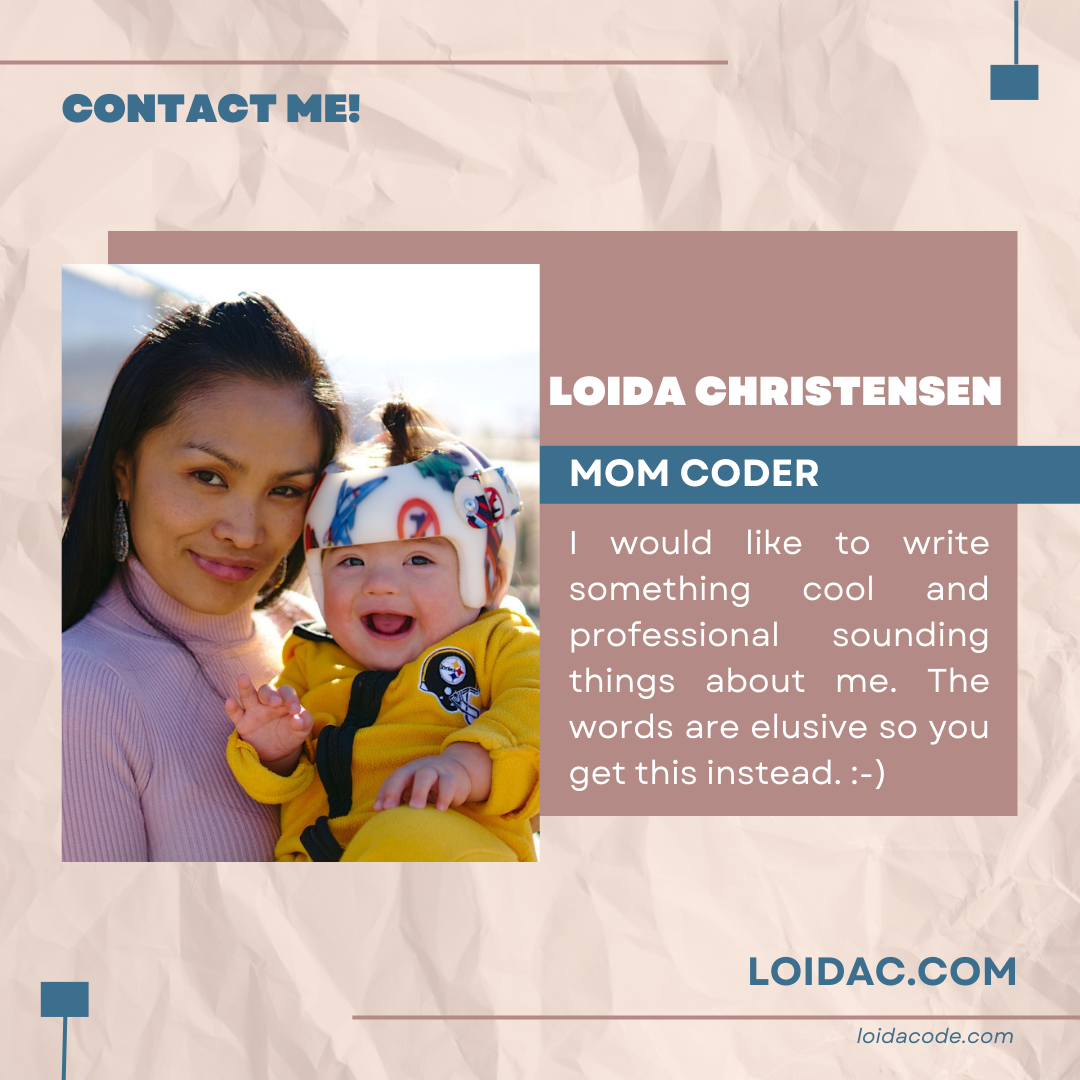 CONTACT ME!
LOIDA CHRISTENSEN
MOM CODER
I would like to write
something cool and
professional sounding
things about me. The
words are elusive so you
get this instead. :-)
LOIDAC.COM
loidacode.com